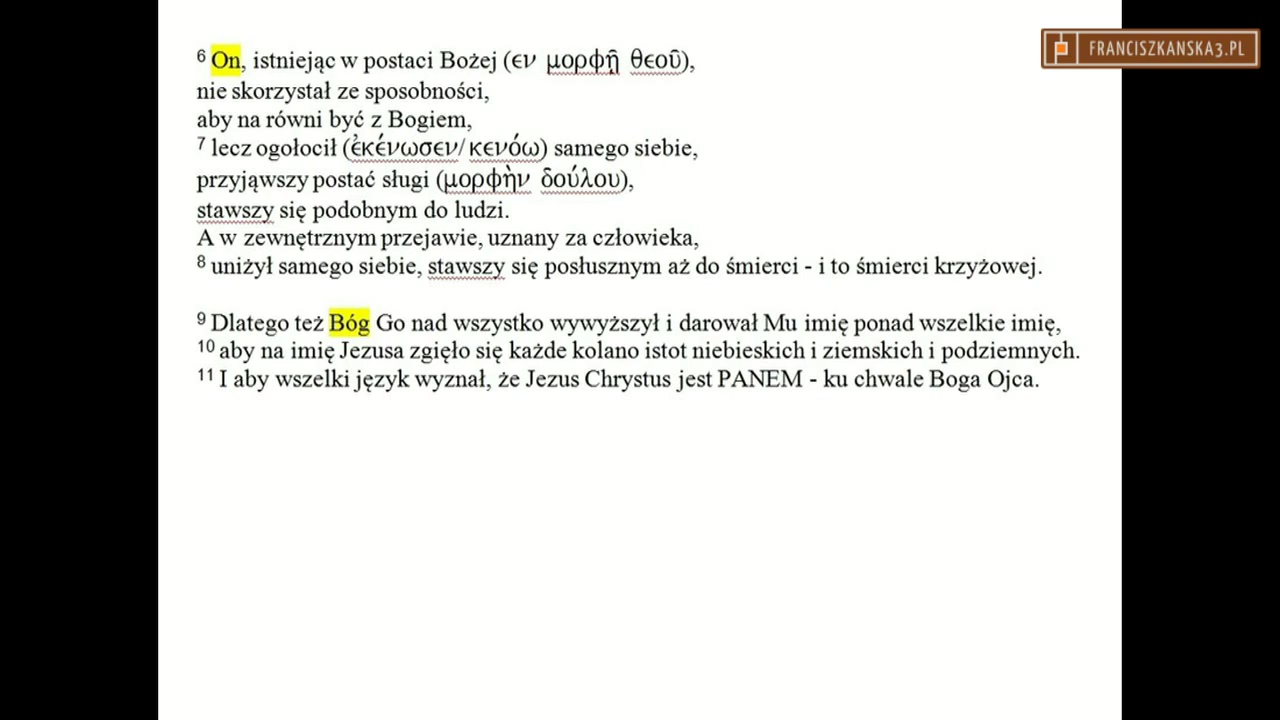 FRANCISZKANSKA3.PL
6 On, istniejąc w postaci Bożej (εν μορφῇ θεοῦ),
nie skorzystał ze sposobności,
aby na równi być z Bogiem,
7 lecz ogołocił (ἐκένωσεν/κενόω) samego siebie,
przyjąwszy postać sługi (μορφὴν δούλου),
stawszy się podobnym do ludzi.
A w zewnętrznym przejawie, uznany za człowieka,
8 uniżył samego siebie, stawszy się posłusznym aż do śmierci - i to śmierci krzyżowej.
9 Dlatego też Bóg Go nad wszystko wywyższył i darował Mu imię ponad wszelkie imię,
10 aby na imię Jezusa zgięło się każde kolano istot niebieskich i ziemskich i podziemnych.
11 I aby wszelki język wyznał, że Jezus Chrystus jest PANEM - ku chwale Boga Ojca.